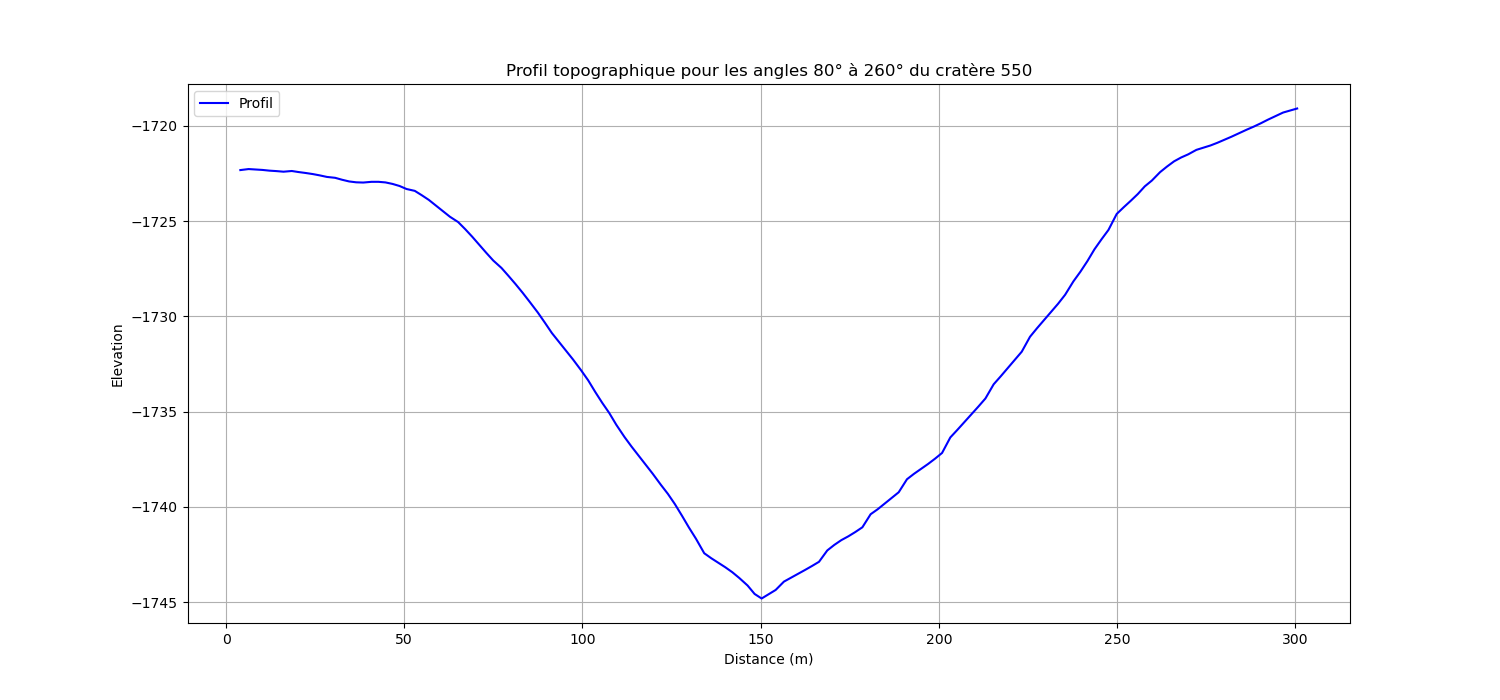 Profil topographique pour les angles 80° à 260° du cratère 550
Profil
−1720
−1725
−1730
−1735
−1740
−1745
Elevation
0 50 100 150 200 250 300
Distance (m)